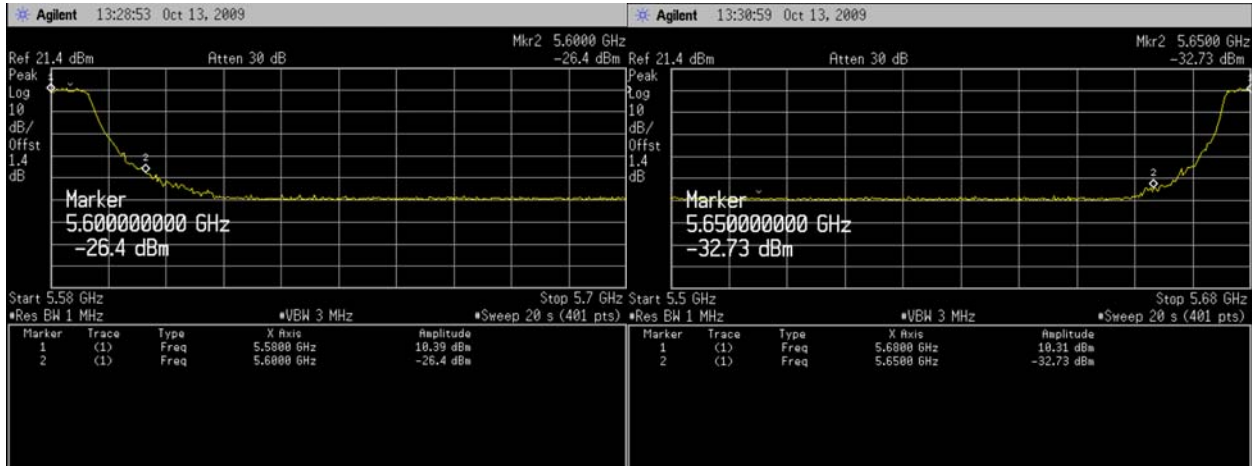 Agilent 13:28:53 Oct 13, 2009
Mkr2 5.6000 GHz
Ref 21.4 dBm Atten 30 dB -26.4 dBm
Peak
Log
10
dB/
Offst
1.4
dB
1
2
Marker
5.600000000 GHz
-26.4 dBm
Start 5.58 GHz Stop 5.7 GHz
*Res BW 1 MHz *VBW 3 MHz *Sweep 20 s (401 pts)
Marker Trace Type X Axis Amplitude
1 (1) Freq 5.5800 GHz 10.39 dBm
2 (1) Freq 5.6000 GHz -26.4 dBm
Agilent 13:30:59 Oct 13, 2009
Mkr2 5.6500 GHz
Ref 21.4 dBm Atten 30 dB -32.73 dBm
Peak
Log
10
dB/
Offst
1.4
dB
2
Marker
5.650000000 GHz
-32.73 dBm
Start 5.5 GHz Stop 5.68 GHz
*Res BW 1 MHz *VBW 3 MHz *Sweep 20 s (401 pts)
Marker Trace Type X Axis Amplitude
1 (1) Freq 5.6800 GHz 10.31 dBm
2 (1) Freq 5.6500 GHz -32.73 dBm